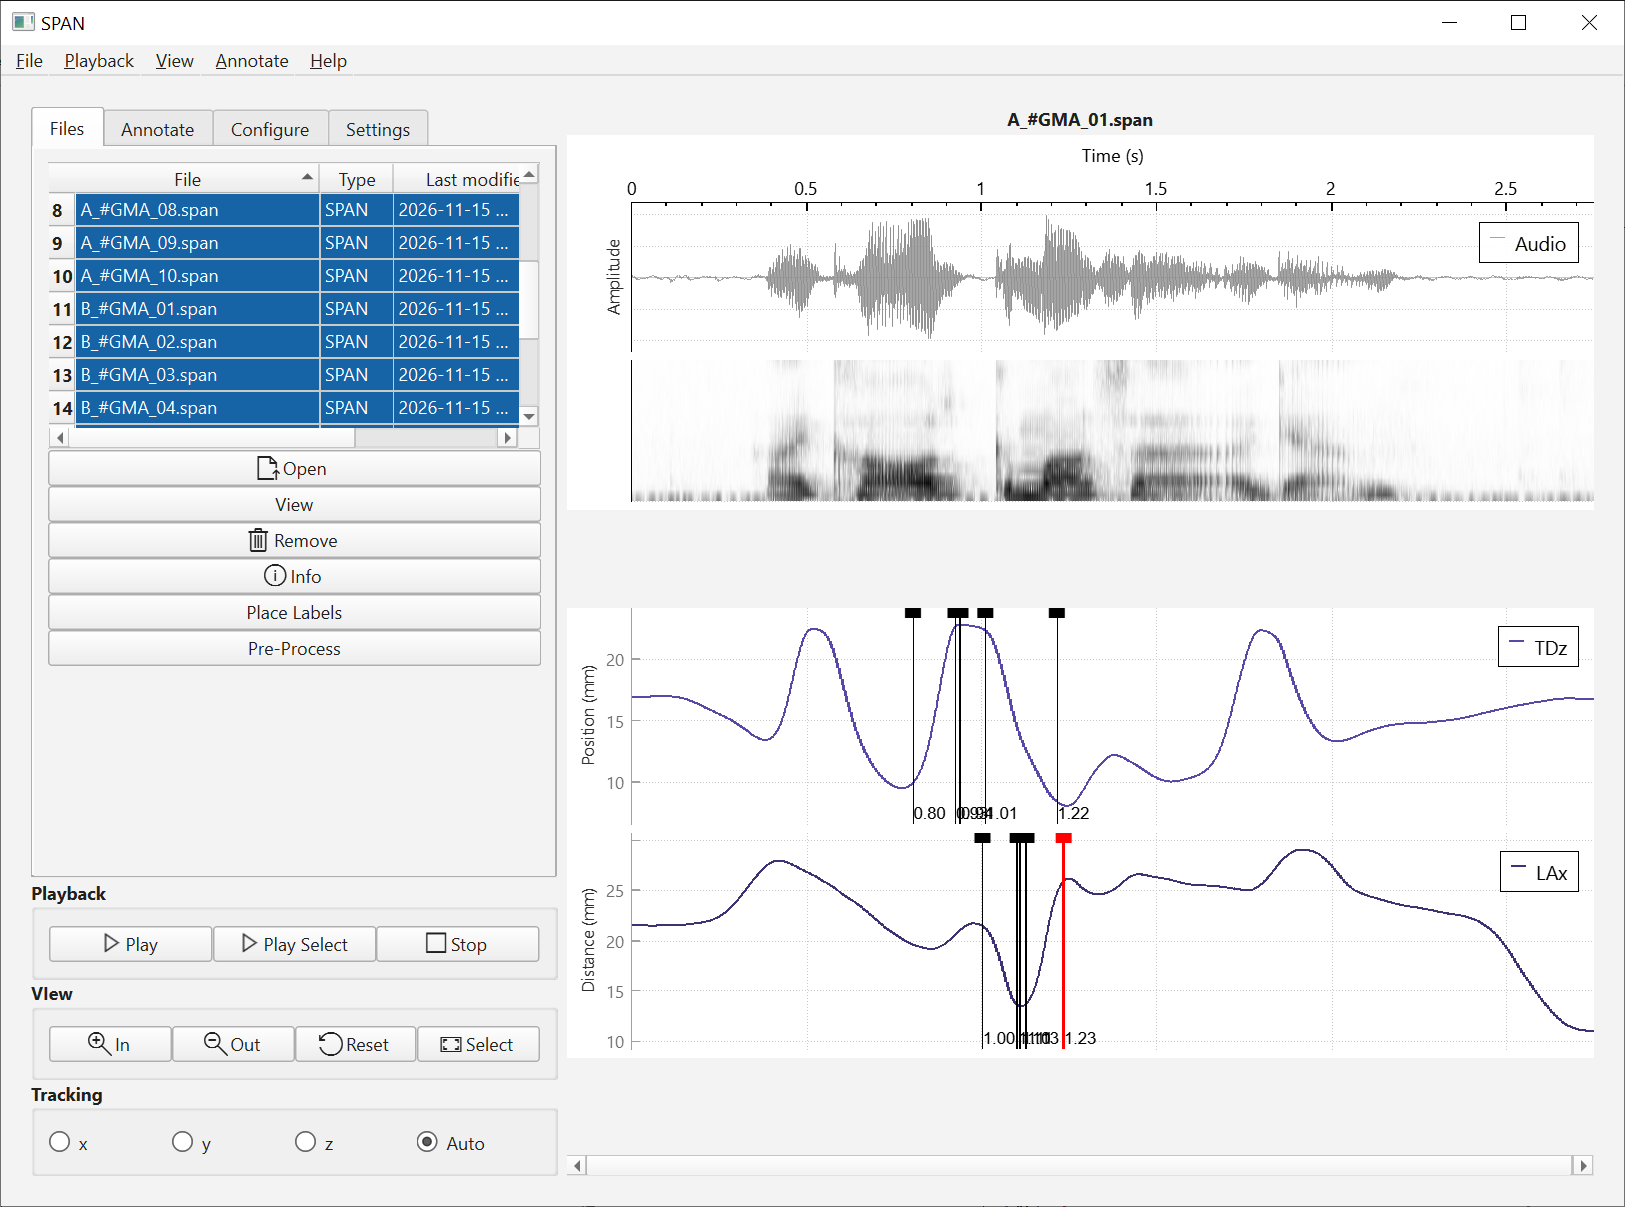 SPAN
File Playback View Annotate Help
Files Annotate Configure Settings
File Type Last modifie
8 A_#GMA_08.span SPAN 2026-11-15 ...
9 A_#GMA_09.span SPAN 2026-11-15 ...
10 A_#GMA_10.span SPAN 2026-11-15 ...
11 B_#GMA_01.span SPAN 2026-11-15 ...
12 B_#GMA_02.span SPAN 2026-11-15 ...
13 B_#GMA_03.span SPAN 2026-11-15 ...
14 B_#GMA_04.span SPAN 2026-11-15 ...
Open
View
Remove
Info
Place Labels
Pre-Process
Playback
Play Play Select Stop
VIew
In Out Reset Select
Tracking
x y z Auto
A_#GMA_01.span
Time (s)
0 0.5 1 1.5 2 2.5
Amplitude
Audio
Position (mm)
20
15
10
TDz
0.80 1.01 1.22
Distance (mm)
25
20
15
10
LAx
1.00 1.23